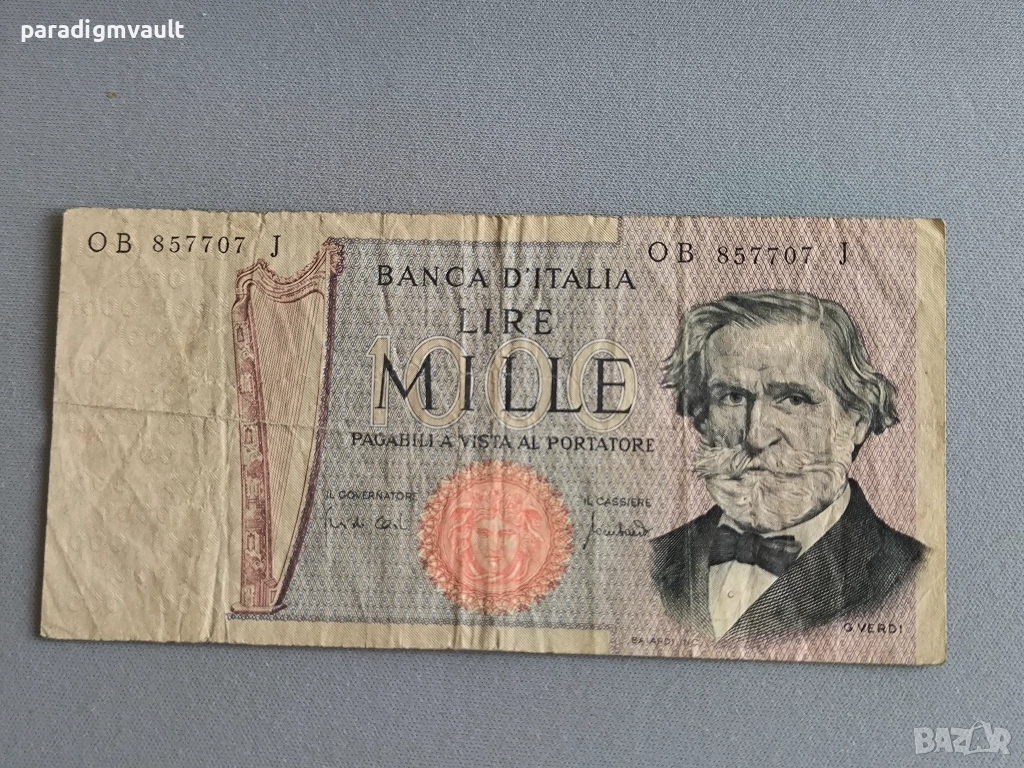 paradigmvault
OB 857707 J
OB 857707 J
BANCA D'ITALIA
LIRE
1000
MILLE
PAGABILI A VISTA AL PORTATORE
IL GOVERNATORE
IL CASSIERE
G. VERDI
BAZAR